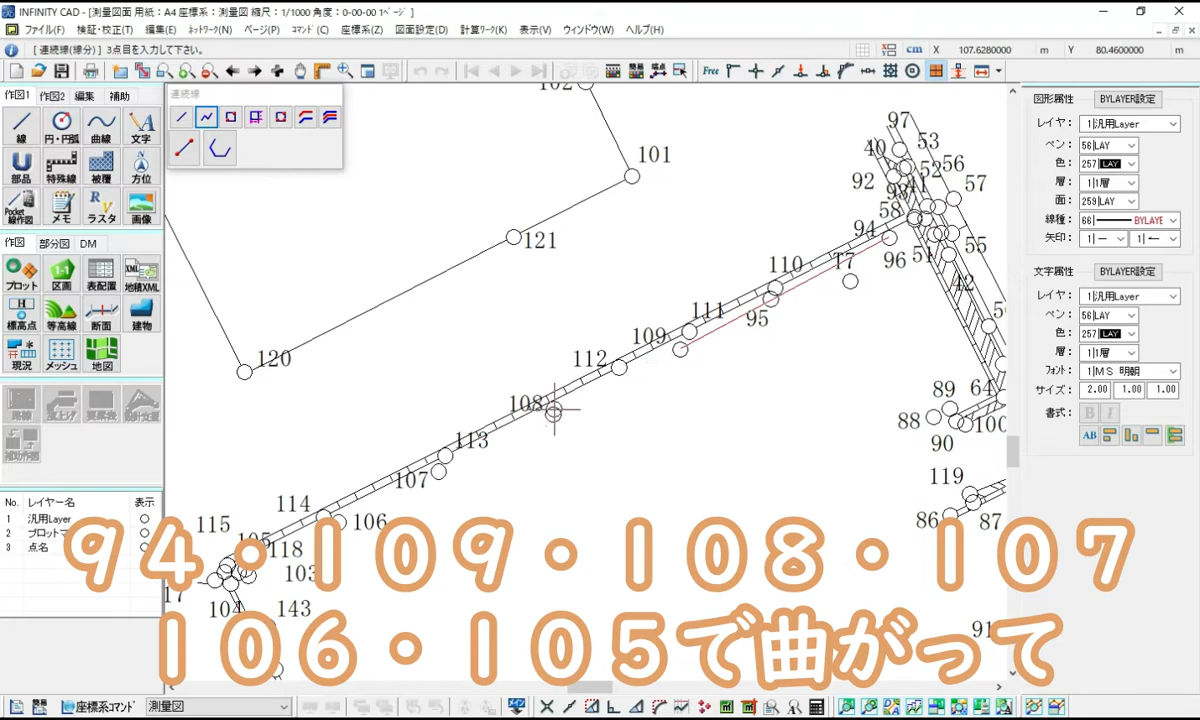 INFINITY CAD - [測量図面 用紙：A4 座標系：測量図 縮尺：1/1000 角度：0-00-00 1ﾍﾟｰｼﾞ ]
ファイル(F) 検証・校正(T) 編集(E) ﾈｯﾄﾜｰｸ(N) ページ(P) ｺﾏﾝﾄﾞ(C) 座標系(Z) 図面設定(D) 計算ワーク(K) 表示(V) ウィンドウ(W) ヘルプ(H)
[ 連続線(線分) ] 3点目を入力して下さい。 cm X 107.6280000 m Y 80.4600000 m
Free
作図1 作図2 編集 補助
連続線
線 円・円弧 曲線 文字
部品 特殊線 被覆 方位
Pocket 線作図 メモ ラスタ 画像
作図 部分図 DM
プロット 区画 表配置 地積XML
標高点 等高線 断面 建物
現況 メッシュ 地図
No. レイヤー名 表示
1 汎用Layer
3 点名
図形属性 BYLAYER設定
レイヤ： 1|汎用Layer
ペン： 56|LAY
色： 257| LAY
層： 1|1層
面： 259|LAY
線種： 66| BYLAYE
矢印： 1|
文字属性 BYLAYER設定
レイヤ： 1|汎用Layer
ペン： 56|LAY
色： 257| LAY
層： 1|1層
ﾌｫﾝﾄ： 1|ＭＳ 明朝
サイズ： 2.00 1.00 1.00
書式： B I
AB
102
101
121
120
97
53
40
52 56
92
57
93
41
58
94
55
51
96
T7
110
42
111
95
109
112
108
113
107
114
106
115
118
104
143
89
64
88
100
90
119
86
87
94・109・108・107
106・105で曲がって
座標系ｺﾏﾝﾄﾞ 測量図